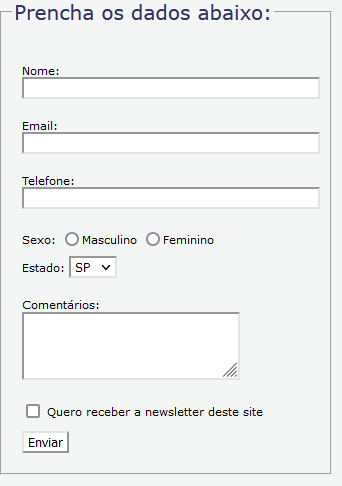 Prencha os dados abaixo:
Nome:
Email:
Telefone:
Sexo: Masculino Feminino
Estado: SP
Comentários:
Quero receber a newsletter deste site
Enviar